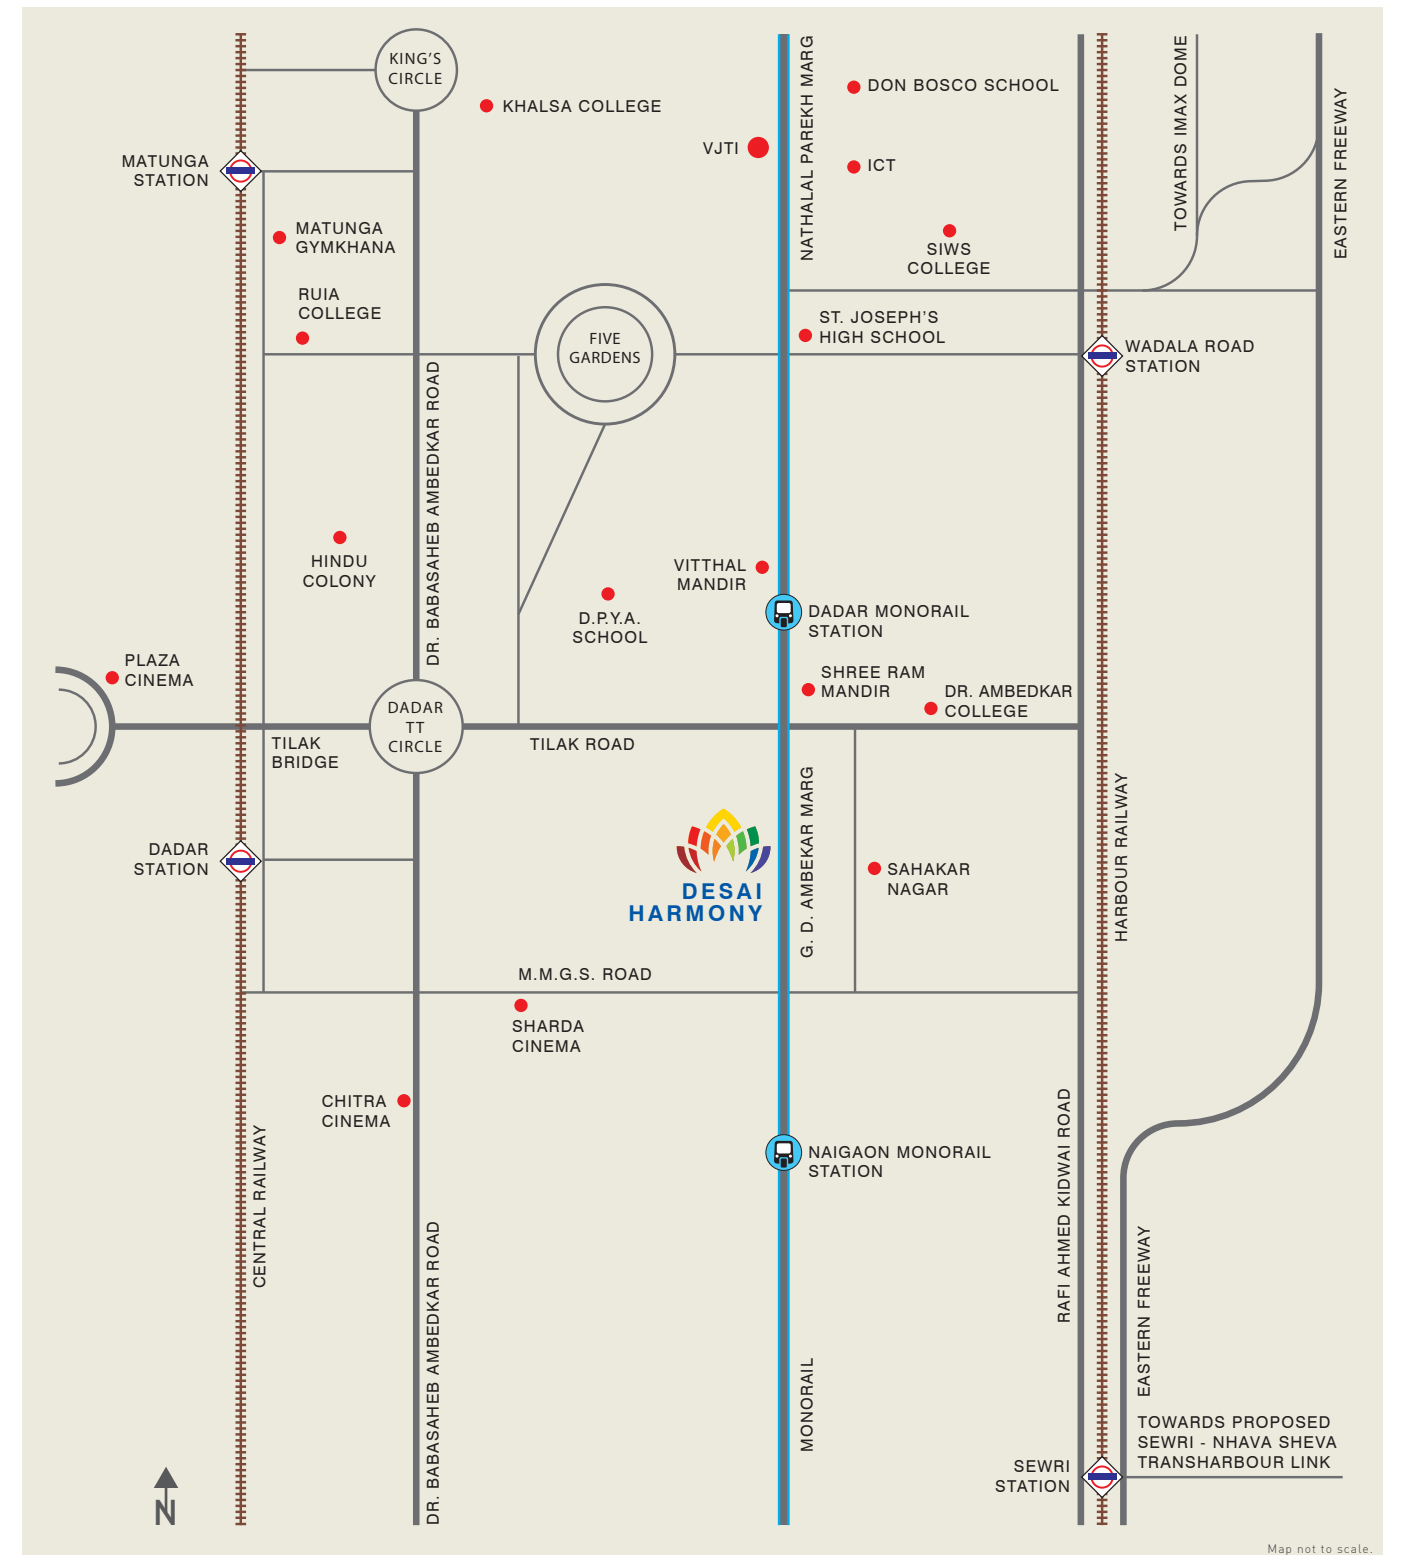 KING'S
CIRCLE
KHALSA COLLEGE
VJTI
NATHALAL PAREKH MARG
DON BOSCO SCHOOL
ICT
TOWARDS IMAX DOME
EASTERN FREEWAY
MATUNGA
STATION
MATUNGA
GYMKHANA
SIWS
COLLEGE
RUIA
COLLEGE
FIVE
GARDENS
ST. JOSEPH'S
HIGH SCHOOL
WADALA ROAD
STATION
DR. BABASAHEB AMBEDKAR ROAD
HINDU
COLONY
D.P.Y.A.
SCHOOL
VITTHAL
MANDIR
DADAR MONORAIL
STATION
PLAZA
CINEMA
SHREE RAM
MANDIR
DR. AMBEDKAR
COLLEGE
DADAR
TT
CIRCLE
TILAK
BRIDGE
TILAK ROAD
G. D. AMBEKAR MARG
HARBOUR RAILWAY
DADAR
STATION
DESAI
HARMONY
SAHAKAR
NAGAR
M.M.G.S. ROAD
SHARDA
CINEMA
CHITRA
CINEMA
CENTRAL RAILWAY
NAIGAON MONORAIL
STATION
RAFI AHMED KIDWAI ROAD
DR. BABASAHEB AMBEDKAR ROAD
EASTERN FREEWAY
MONORAIL
TOWARDS PROPOSED
SEWRI - NHAVA SHEVA
TRANSHARBOUR LINK
SEWRI
STATION
N
Map not to scale.